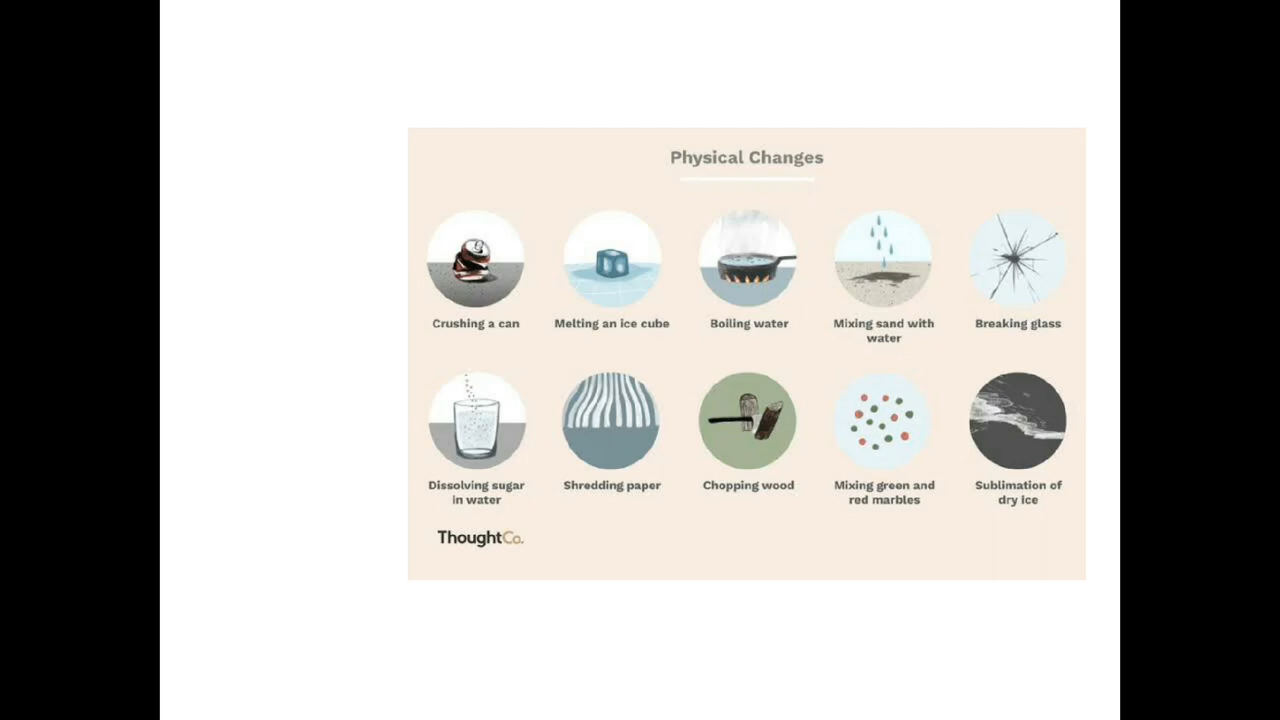 Physical Changes
Crushing a can
Melting an ice cube
Boiling water
Mixing sand with
water
Breaking glass
Dissolving sugar
in water
Shredding paper
Chopping wood
Mixing green and
red marbles
Sublimation of
dry ice
ThoughtCo.